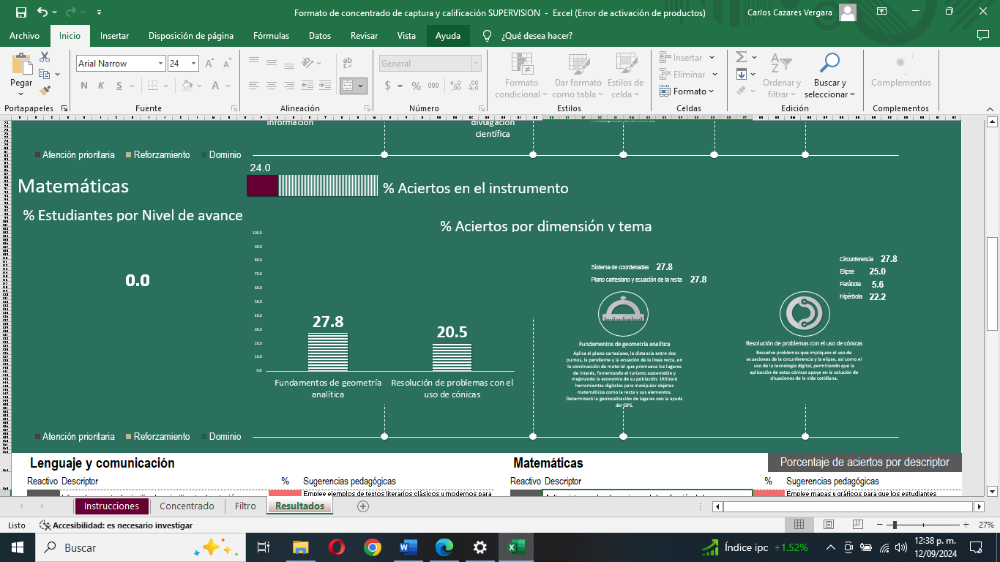 Formato de concentrado de captura y calificación SUPERVISION - Excel (Error de activación de productos)
Carlos Cazares Vergara
Archivo
Inicio
Insertar
Disposición de página
Fórmulas
Datos
Revisar
Vista
Ayuda
¿Qué desea hacer?
Pegar
Arial Narrow
24
N K S
ab
General
$ % 000
Formato condicional
Dar formato como tabla
Estilos de celda
Insertar
Eliminar
Formato
Ordenar y filtrar
Buscar y seleccionar
Complementos
Portapapeles
Fuente
Alineación
Número
Estilos
Celdas
Edición
Complementos
información
divulgación
científica
Atención prioritaria
Reforzamiento
Dominio
24.0
Matemáticas
% Aciertos en el instrumento
% Estudiantes por Nivel de avance
% Aciertos por dimensión y tema
100.0
90.0
80.0
70.0
60.0
50.0
40.0
30.0
20.0
10.0
0.0
0.0
27.8
20.5
Fundamentos de geometría
analítica
Resolución de problemas con el
uso de cónicas
Sistema de coordenadas 27.8
Plano cartesiano y ecuación de la recta 27.8
Fundamentos de geometría analítica
Aplica el plano cartesiano, la distancia entre dos
puntos, la pendiente y la ecuación de la línea recta, en
la construcción de material que promueva los lugares
de interés, fomentando el turismo sustentable y
mejorando la economía de su población. Utilizará
herramientas digitales para manipular objetos
matemáticos como la recta y sus elementos.
Determinará la geolocalización de lugares con la ayuda
del GPS.
Circunferencia 27.8
Elipse 25.0
Parábola 5.6
Hipérbola 22.2
Resolución de problemas con el uso de cónicas
Resuelve problemas que impliquen el uso de
ecuaciones de la circunferencia y la elipse, así como el
uso de la tecnología digital, permitiendo que la
aplicación de estas cónicas apoye en la solución de
situaciones de la vida cotidiana.
Atención prioritaria
Reforzamiento
Dominio
Lenguaje y comunicación
Matemáticas
Porcentaje de aciertos por descriptor
Reactivo Descriptor % Sugerencias pedagógicas
Reactivo Descriptor % Sugerencias pedagógicas
Emplee ejemplos de textos literarios clásicos y modernos para
Emplee mapas y gráficos para que los estudiantes
Instrucciones
Concentrado
Filtro
Resultados
Listo
Accesibilidad: es necesario investigar
27%
Buscar
Índice ipc +1.52%
12:38 p. m.
12/09/2024